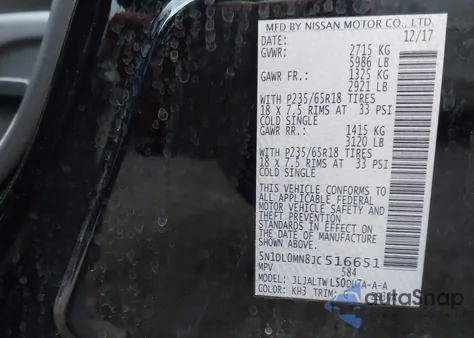 MFD BY NISSAN MOTOR CO., LTD.
DATE: 12/17
GVWR: 2715 KG
5986 LB
GAWR FR.: 1325 KG
2921 LB
WITH P235/65R18 TIRES
18 X 7.5 RIMS AT 33 PSI
COLD SINGLE
GAWR RR.: 1415 KG
3120 LB
WITH P235/65R18 TIRES
18 X 7.5 RIMS AT 33 PSI
COLD SINGLE
THIS VEHICLE CONFORMS TO
ALL APPLICABLE FEDERAL
MOTOR VEHICLE SAFETY AND
THEFT PREVENTION
STANDARDS IN EFFECT ON
THE DATE OF MANUFACTURE
SHOWN ABOVE.
5N1DL0MN8JC516651
MPV 584
MODEL: JLJALTWL50DU7A-A-A
COLOR: KH3 TRIM: G
autaSnap